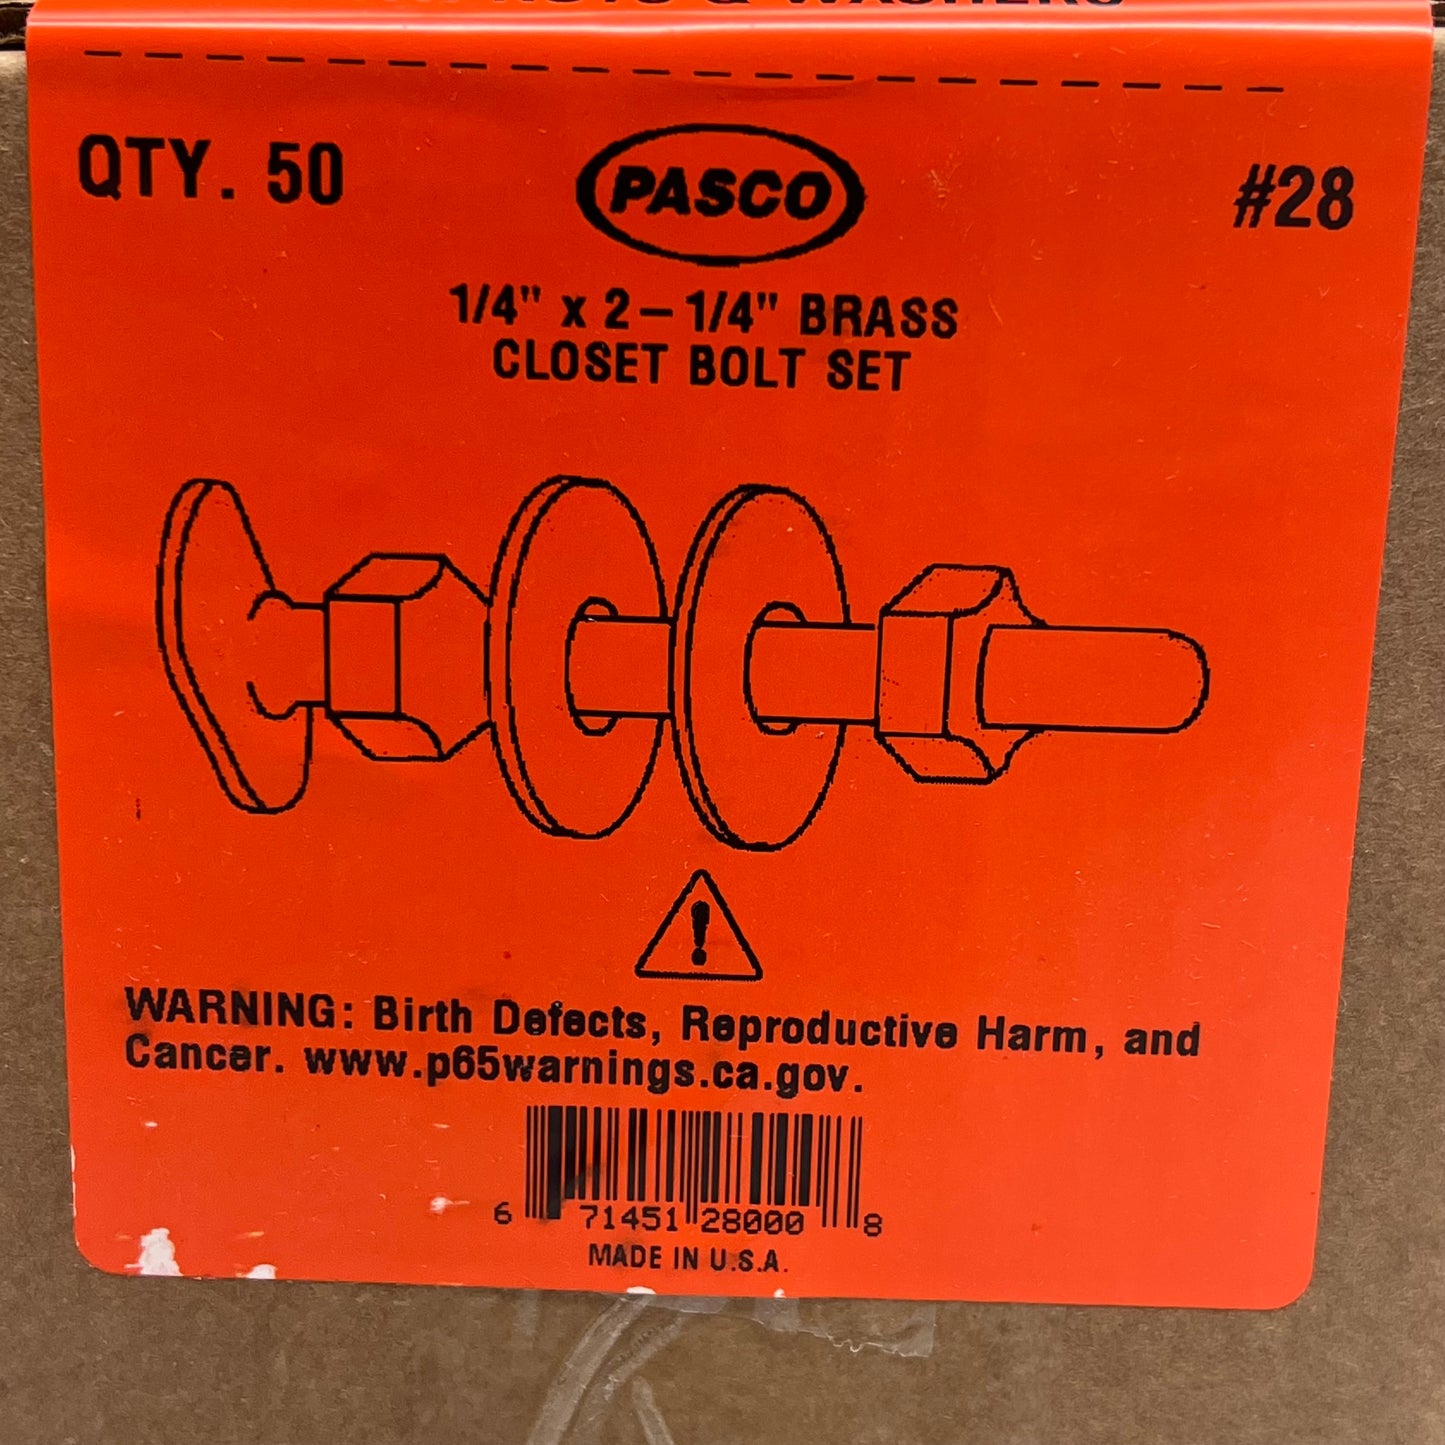 & WASHERS
QTY. 50
PASCO
#28
1/4" x 2-1/4" BRASS
CLOSET BOLT SET
WARNING: Birth Defects, Reproductive Harm, and
Cancer. www.p65warnings.ca.gov.
6 71451 28000 8
MADE IN U.S.A.